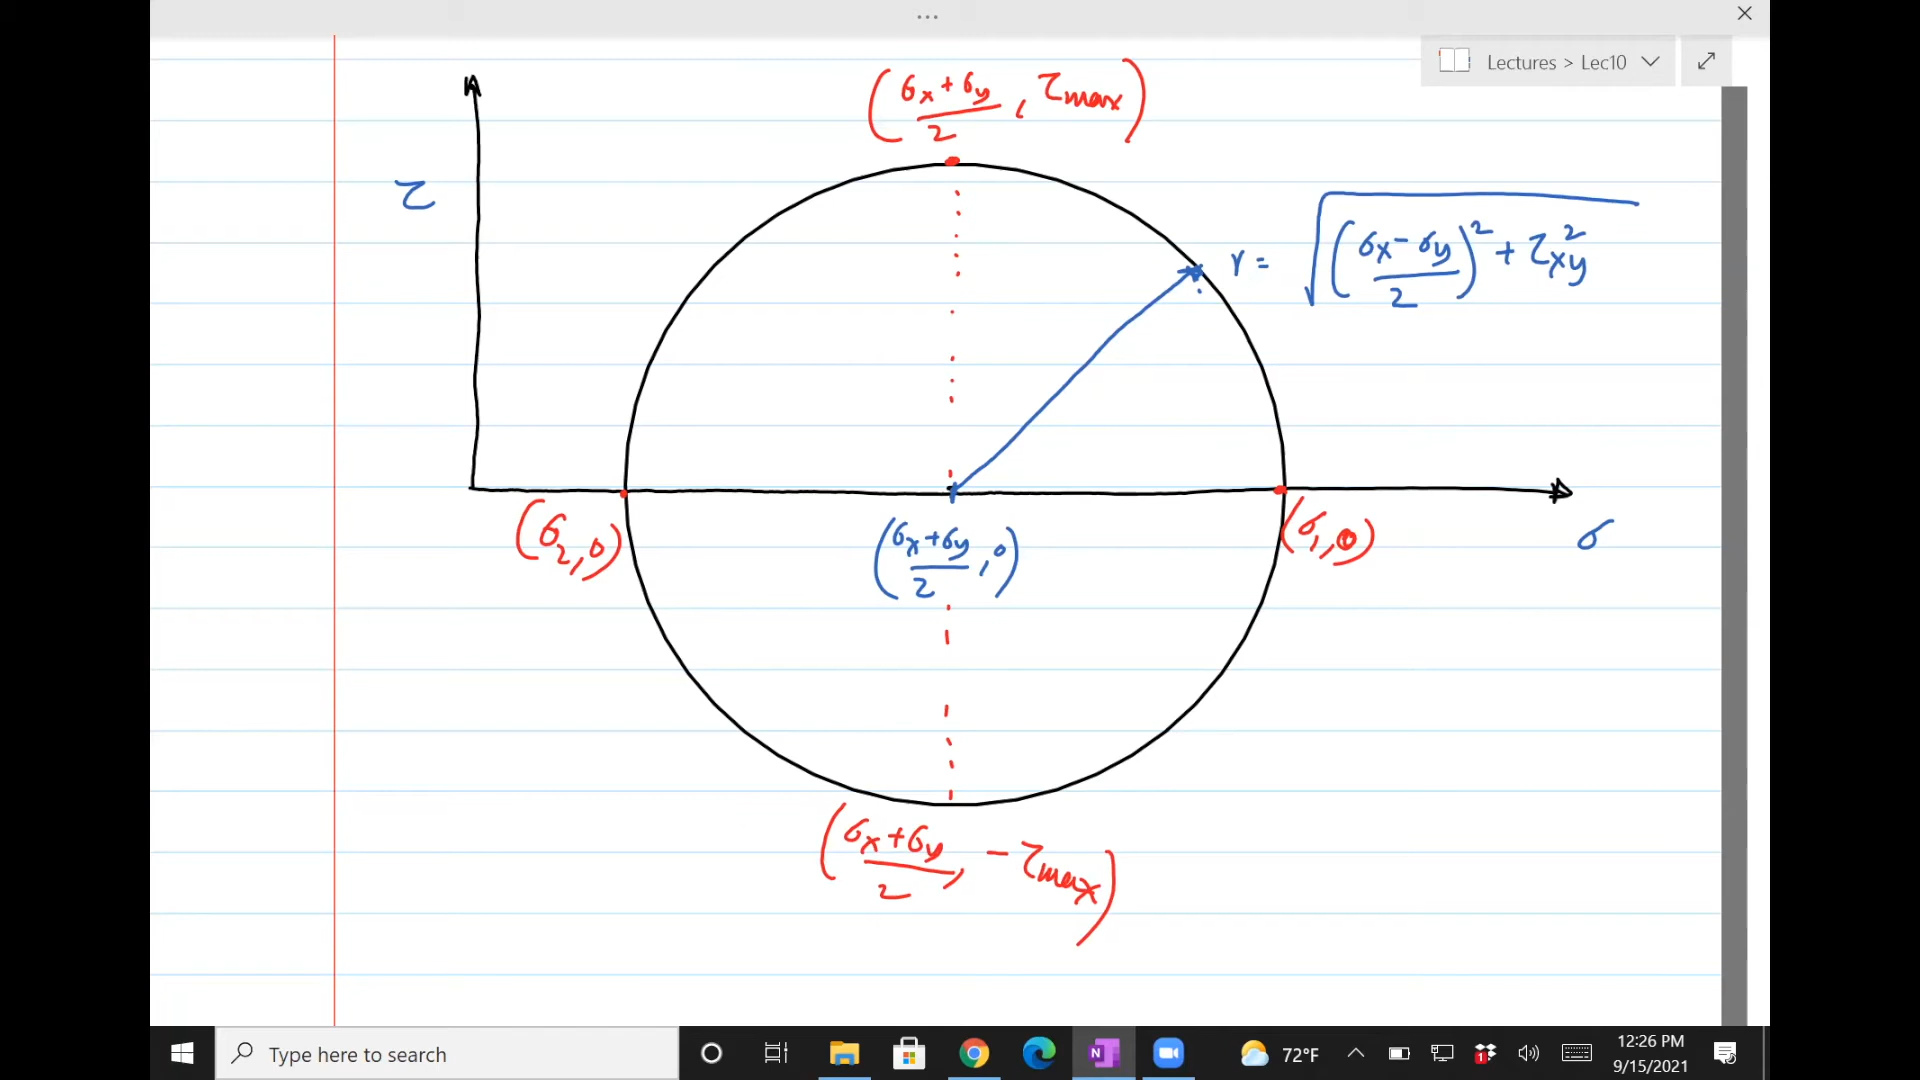 Lectures > Lec10
(σx+σy/2, τmax)
τ
r = √((σx-σy/2)² + τxy²)
(σ2, 0)
(σx+σy/2, 0)
(σ1, 0)
σ
(σx+σy/2, -τmax)
Type here to search
72°F
1
12:26 PM
9/15/2021